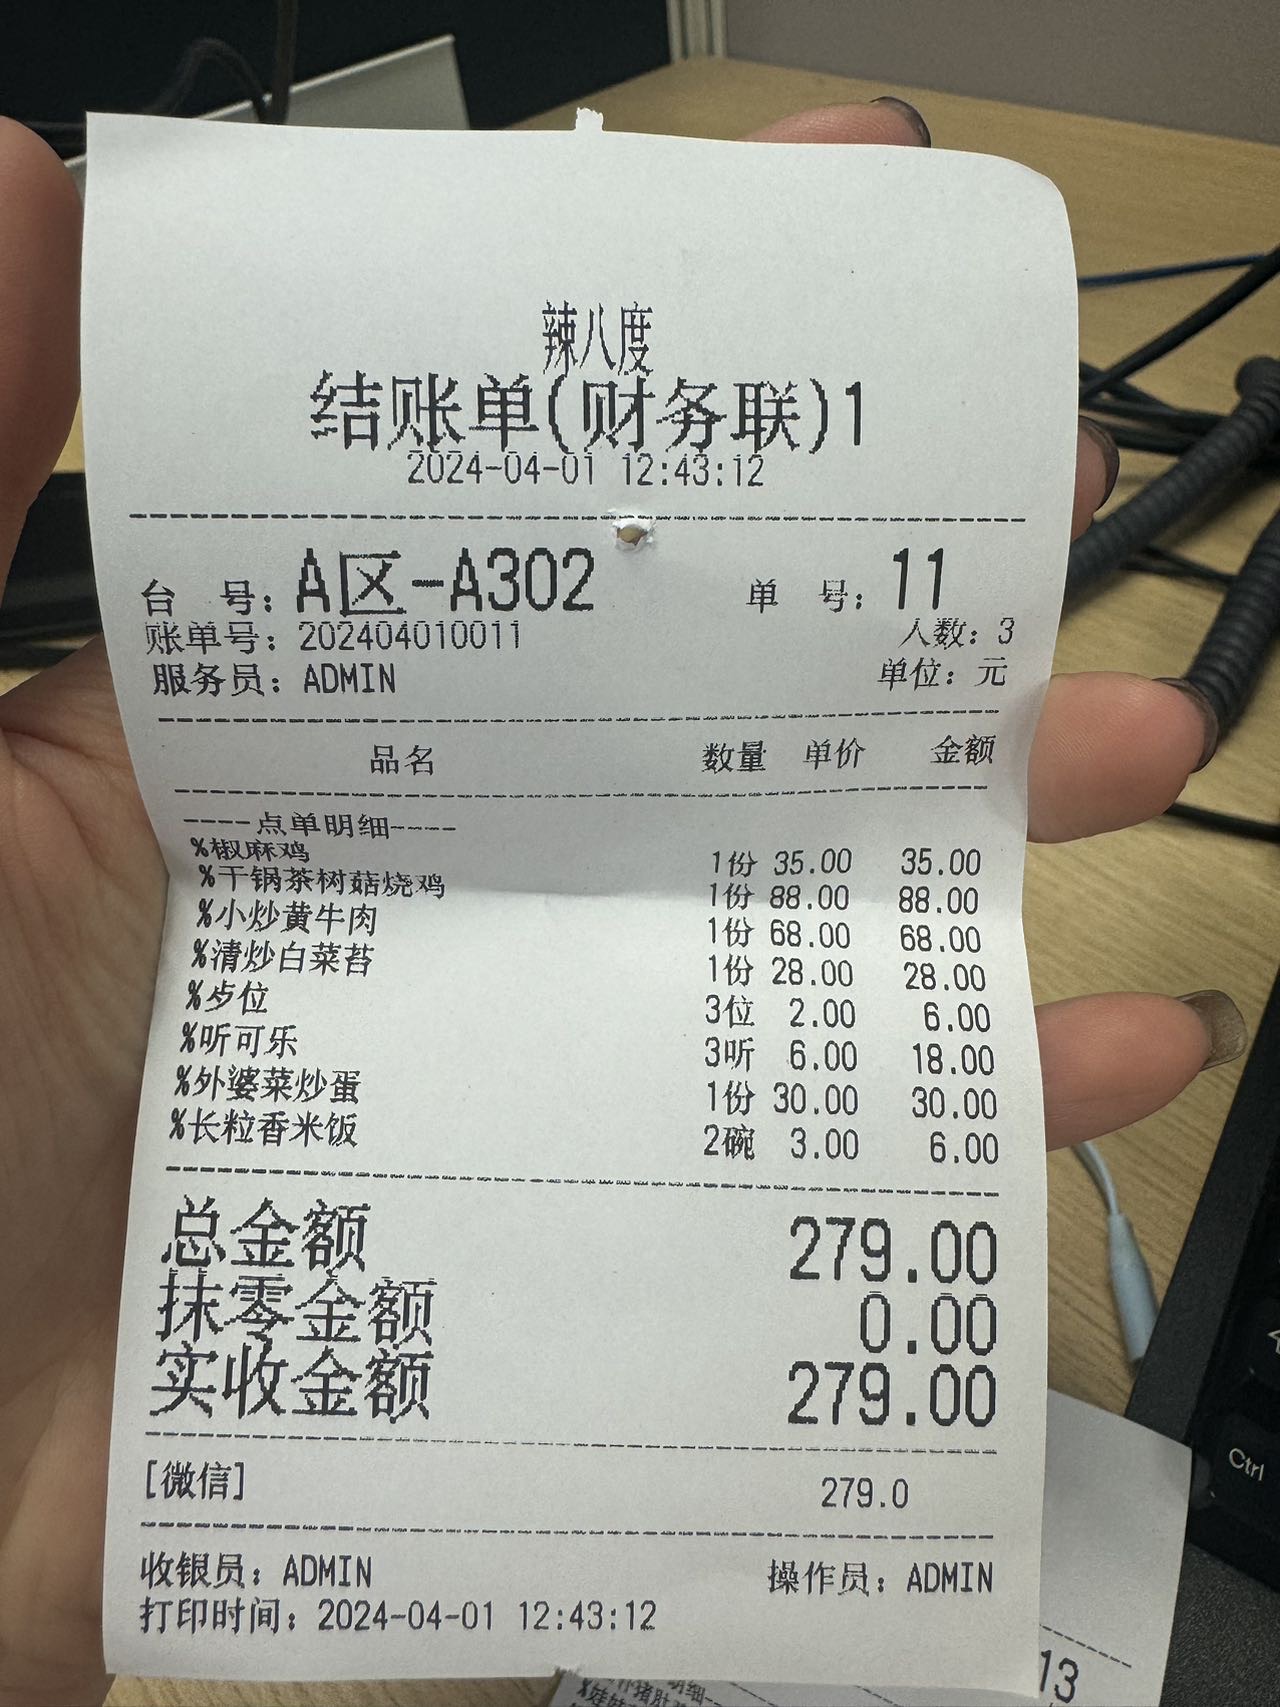 辣八度
结账单(财务联)1
2024-04-01 12:43:12
台 号: A区-A302 单 号: 11
账单号: 202404010011 人数: 3
服务员: ADMIN 单位: 元
品名 数量 单价 金额
----点单明细----
%椒麻鸡 1份 35.00 35.00
%干锅茶树菇烧鸡 1份 88.00 88.00
%小炒黄牛肉 1份 68.00 68.00
%清炒白菜苔 1份 28.00 28.00
%歺位 3位 2.00 6.00
%听可乐 3听 6.00 18.00
%外婆菜炒蛋 1份 30.00 30.00
%长粒香米饭 2碗 3.00 6.00
总金额 279.00
抹零金额 0.00
实收金额 279.00
[微信] 279.0
收银员: ADMIN 操作员: ADMIN
打印时间: 2024-04-01 12:43:12
Ctrl
13